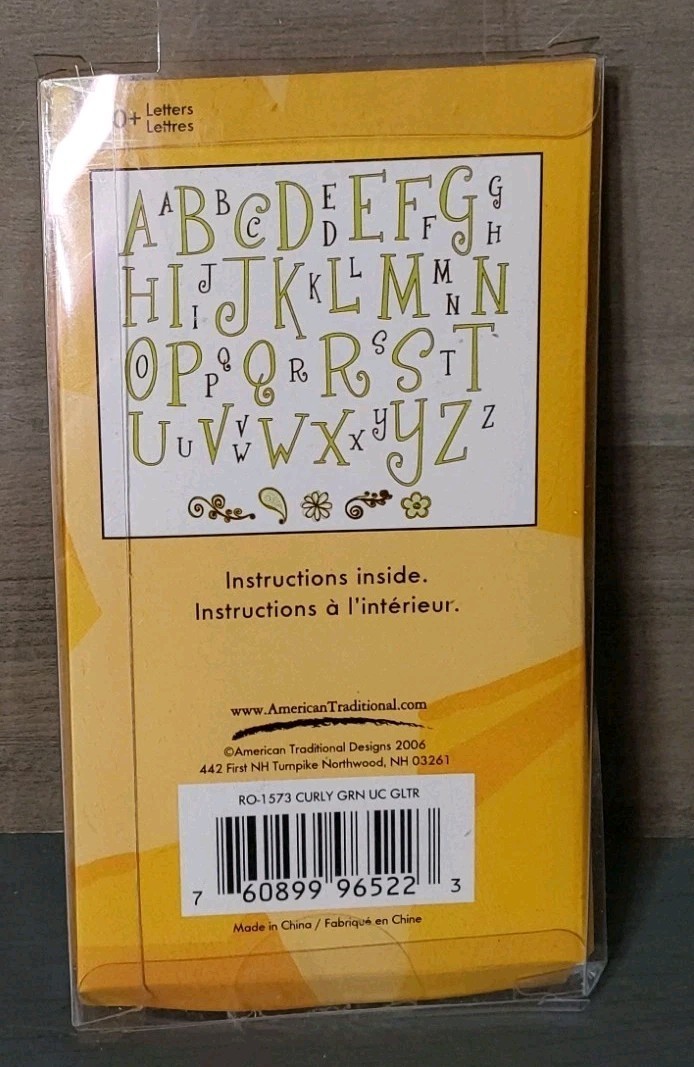 0+ Letters
Lettres
A A B B C C D E D E F F G G H
H I J I J K K L L M M N N
O O P P Q Q R R S S T T
U U V V W W X X Y Y Z Z
Instructions inside.
Instructions à l'intérieur.
www.AmericanTraditional.com
©American Traditional Designs 2006
442 First NH Turnpike Northwood, NH 03261
RO-1573 CURLY GRN UC GLTR
7 60899 96522 3
Made in China / Fabriqué en Chine